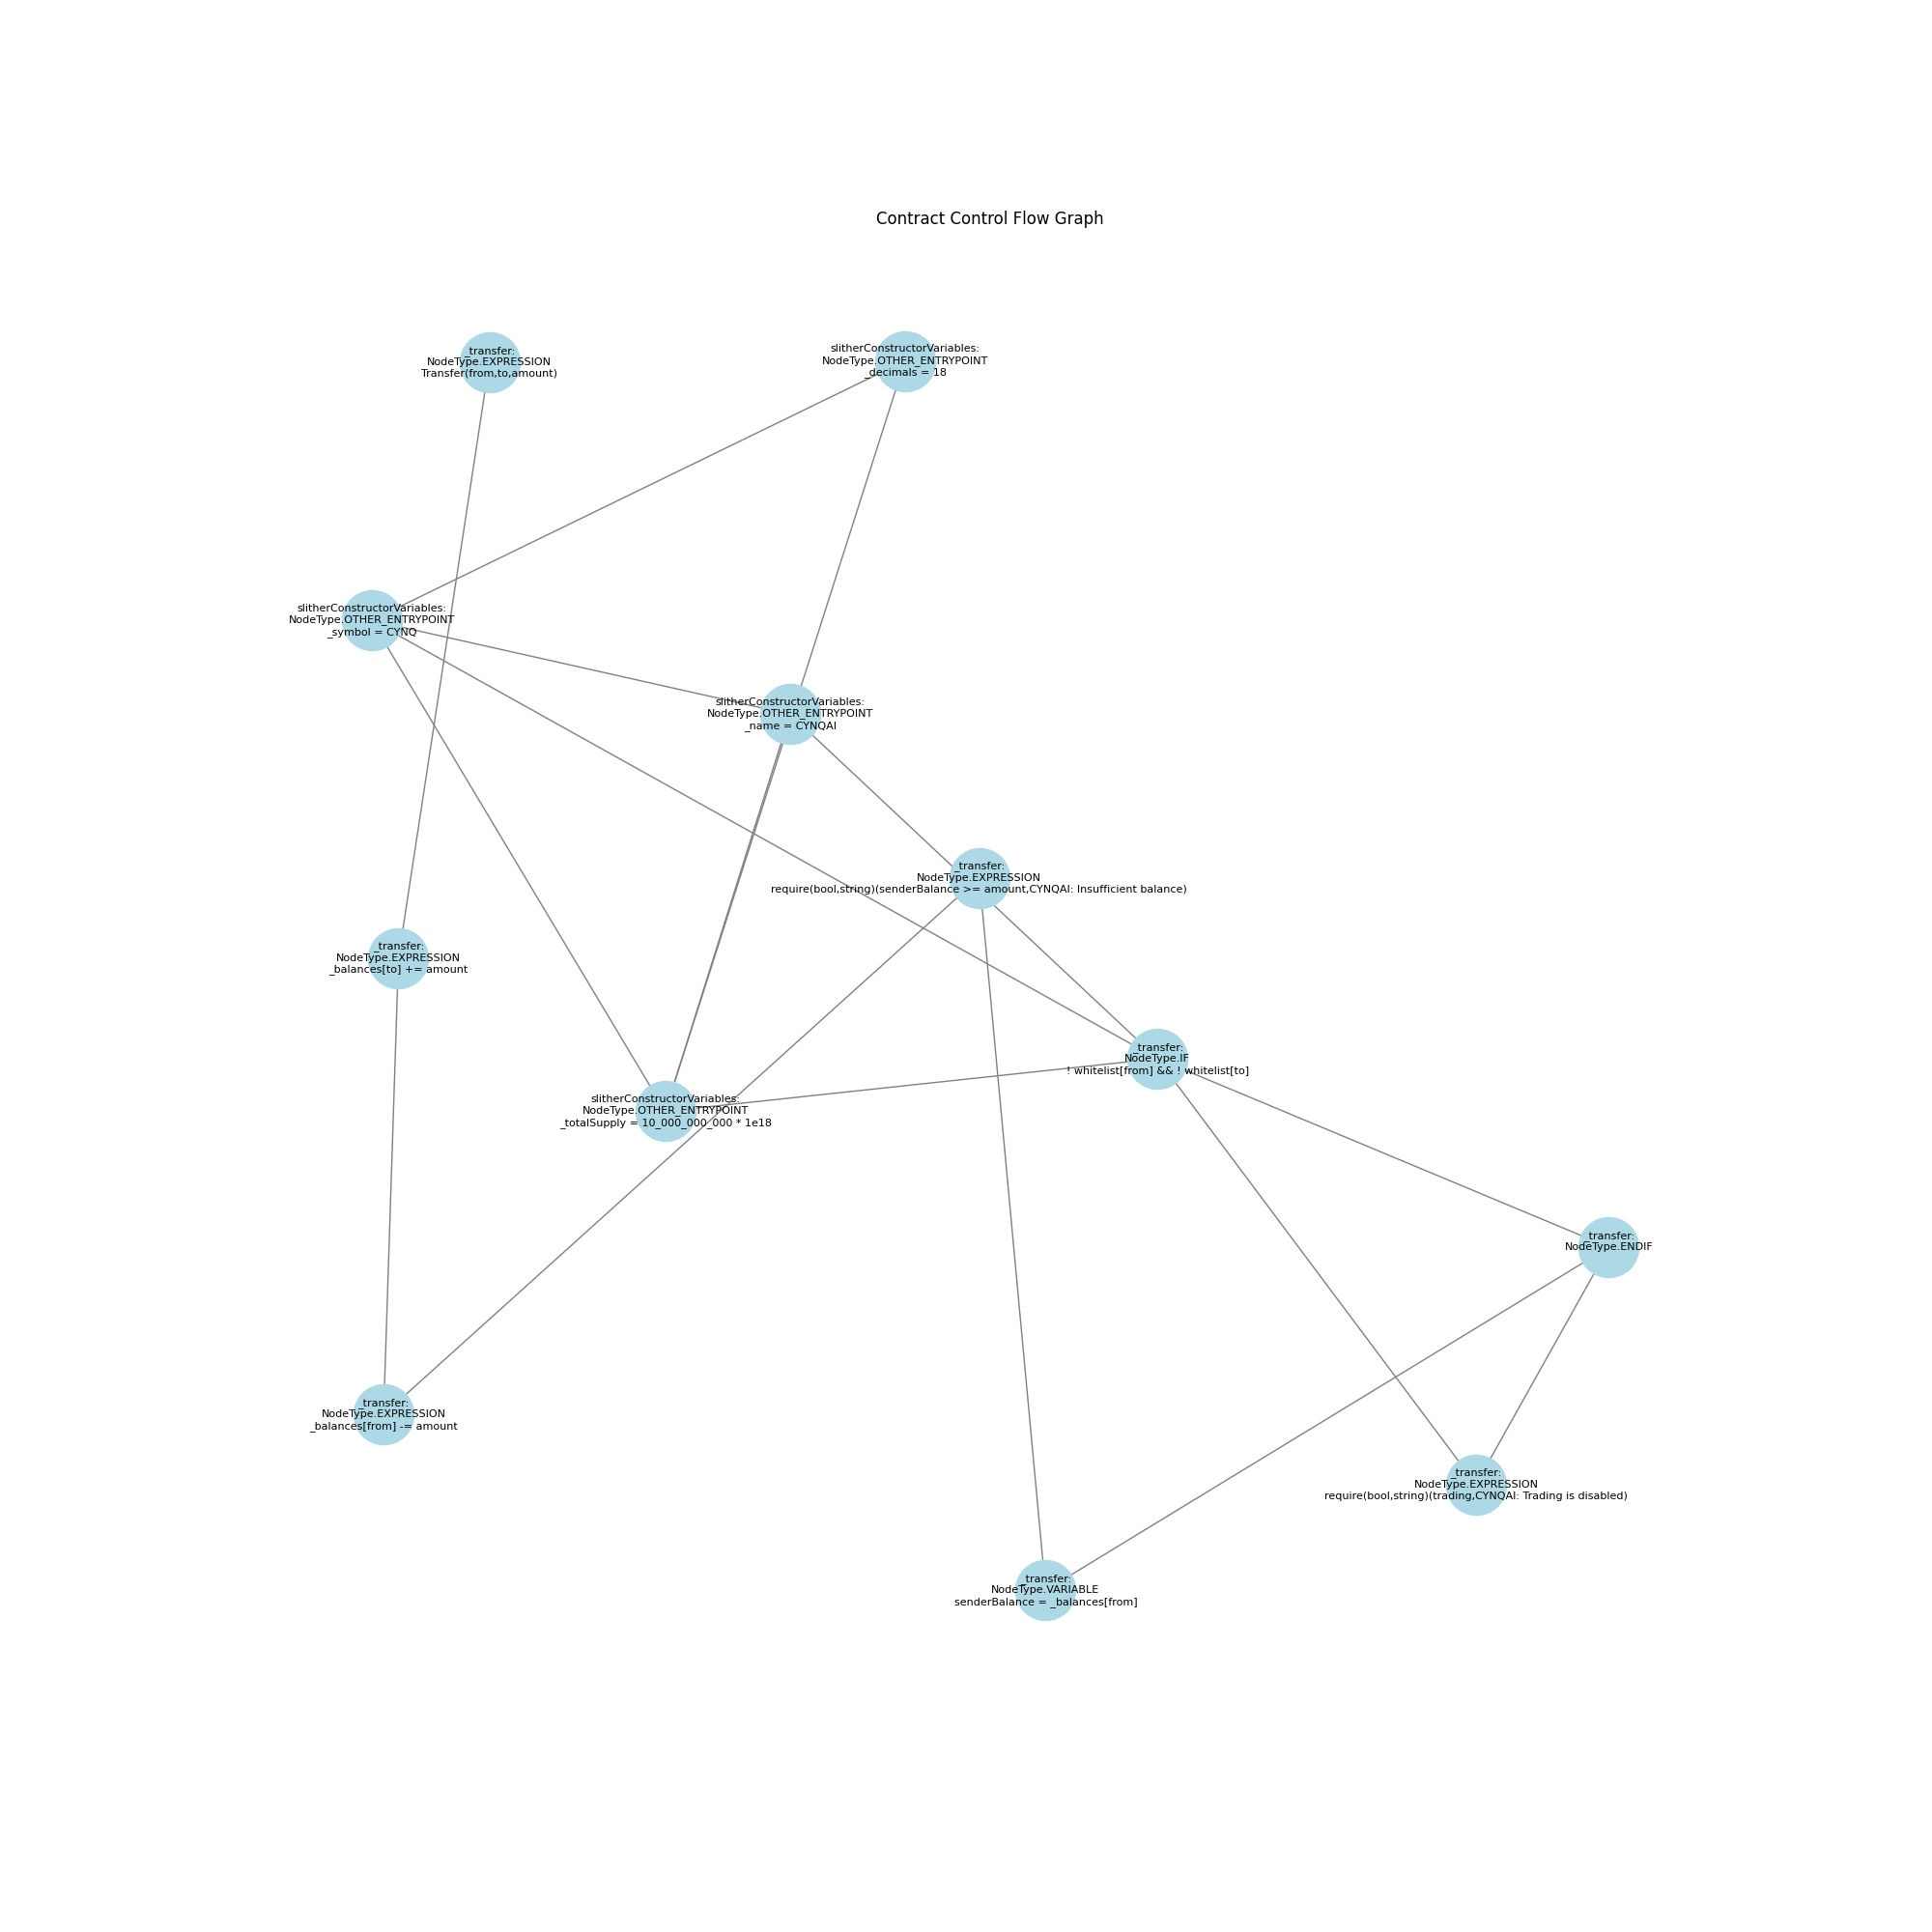 Contract Control Flow Graph
_transfer:
NodeType.EXPRESSION
Transfer(from,to,amount)
slitherConstructorVariables:
NodeType.OTHER_ENTRYPOINT
_decimals = 18
slitherConstructorVariables:
NodeType.OTHER_ENTRYPOINT
_symbol = CYNQ
slitherConstructorVariables:
NodeType.OTHER_ENTRYPOINT
_name = CYNQAI
_transfer:
NodeType.EXPRESSION
require(bool,string)(senderBalance >= amount,CYNQAI: Insufficient balance)
_transfer:
NodeType.EXPRESSION
_balances[to] += amount
_transfer:
NodeType.IF
! whitelist[from] && ! whitelist[to]
slitherConstructorVariables:
NodeType.OTHER_ENTRYPOINT
_totalSupply = 10_000_000_000 * 1e18
_transfer:
NodeType.ENDIF
_transfer:
NodeType.EXPRESSION
_balances[from] -= amount
_transfer:
NodeType.EXPRESSION
require(bool,string)(trading,CYNQAI: Trading is disabled)
_transfer:
NodeType.VARIABLE
senderBalance = _balances[from]